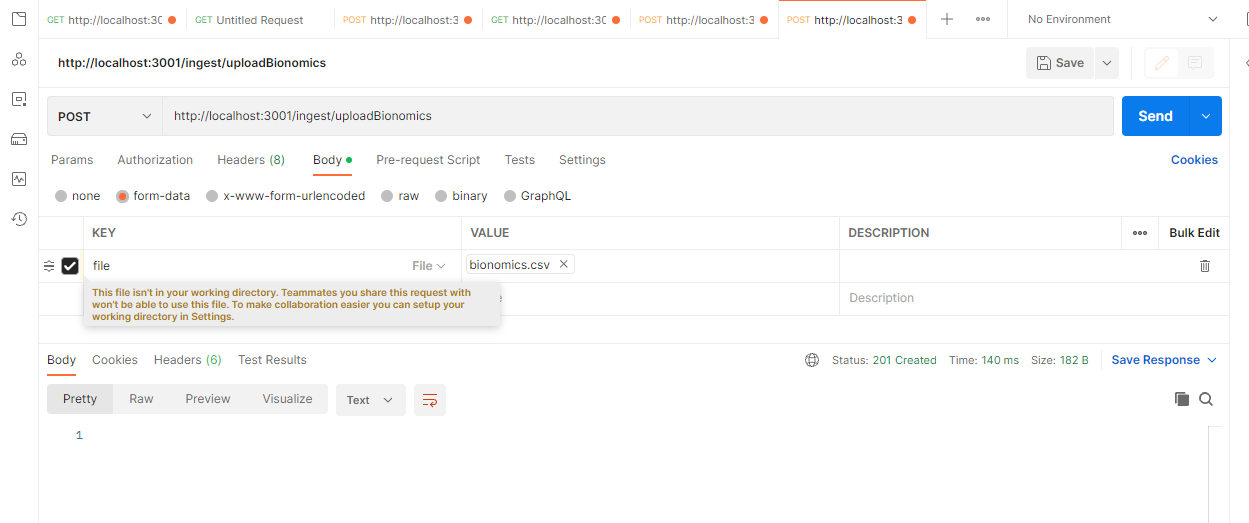 GET http://localhost:30
GET Untitled Request
POST http://localhost:3
GET http://localhost:30
POST http://localhost:3
POST http://localhost:3
No Environment
http://localhost:3001/ingest/uploadBionomics
Save
POST http://localhost:3001/ingest/uploadBionomics Send
Params Authorization Headers (8) Body Pre-request Script Tests Settings Cookies
none form-data x-www-form-urlencoded raw binary GraphQL
KEY VALUE DESCRIPTION Bulk Edit
file File bionomics.csv
This file isn't in your working directory. Teammates you share this request with
won't be able to use this file. To make collaboration easier you can setup your
working directory in Settings.
Description
Body Cookies Headers (6) Test Results Status: 201 Created Time: 140 ms Size: 182 B Save Response
Pretty Raw Preview Visualize Text
1